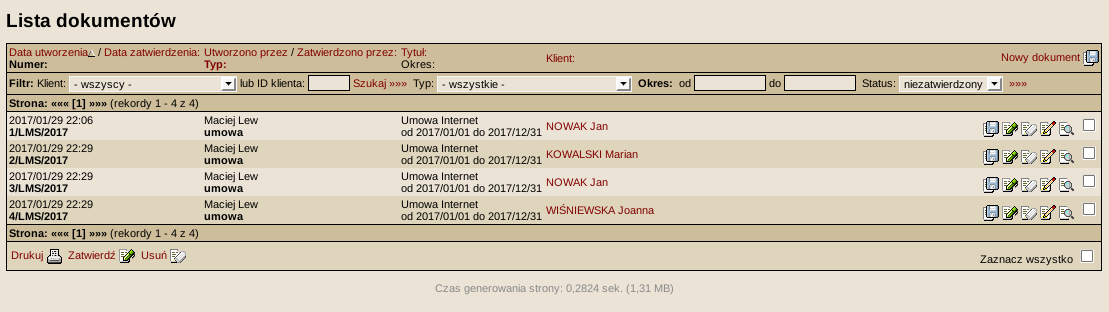 Lista dokumentów
Data utworzenia / Data zatwierdzenia: Utworzono przez / Zatwierdzono przez: Tytuł:
Numer: Typ: Okres: Klient: Nowy dokument
Filtr: Klient: - wszyscy - lub ID klienta: Szukaj »»» Typ: - wszystkie - Okres: od do Status: niezatwierdzony »»»
Strona: ««« [1] »»» (rekordy 1 - 4 z 4)
2017/01/29 22:06 Maciej Lew Umowa Internet
1/LMS/2017 umowa od 2017/01/01 do 2017/12/31 NOWAK Jan
2017/01/29 22:29 Maciej Lew Umowa Internet
2/LMS/2017 umowa od 2017/01/01 do 2017/12/31 KOWALSKI Marian
2017/01/29 22:29 Maciej Lew Umowa Internet
3/LMS/2017 umowa od 2017/01/01 do 2017/12/31 NOWAK Jan
2017/01/29 22:29 Maciej Lew Umowa Internet
4/LMS/2017 umowa od 2017/01/01 do 2017/12/31 WIŚNIEWSKA Joanna
Strona: ««« [1] »»» (rekordy 1 - 4 z 4)
Drukuj Zatwierdź Usuń Zaznacz wszystko
Czas generowania strony: 0,2824 sek. (1,31 MB)